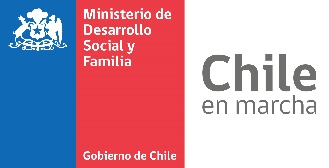 Ministerio de
Desarrollo
Social y
Familia
Gobierno de Chile
Chile
en marcha